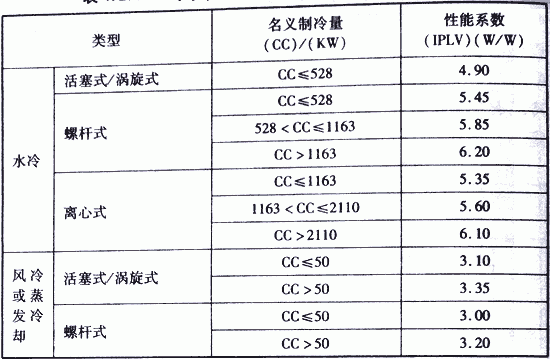 类型 名义制冷量 (CC)/(KW) 性能系数 (IPLV)(W/W)
水冷 活塞式/涡旋式 CC≤528 4.90
螺杆式 CC≤528 5.45
528<CC≤1163 5.85
CC>1163 6.20
离心式 CC≤1163 5.35
1163<CC≤2110 5.60
CC>2110 6.10
风冷或蒸发冷却 活塞式/涡旋式 CC≤50 3.10
CC>50 3.35
螺杆式 CC≤50 3.00
CC>50 3.20